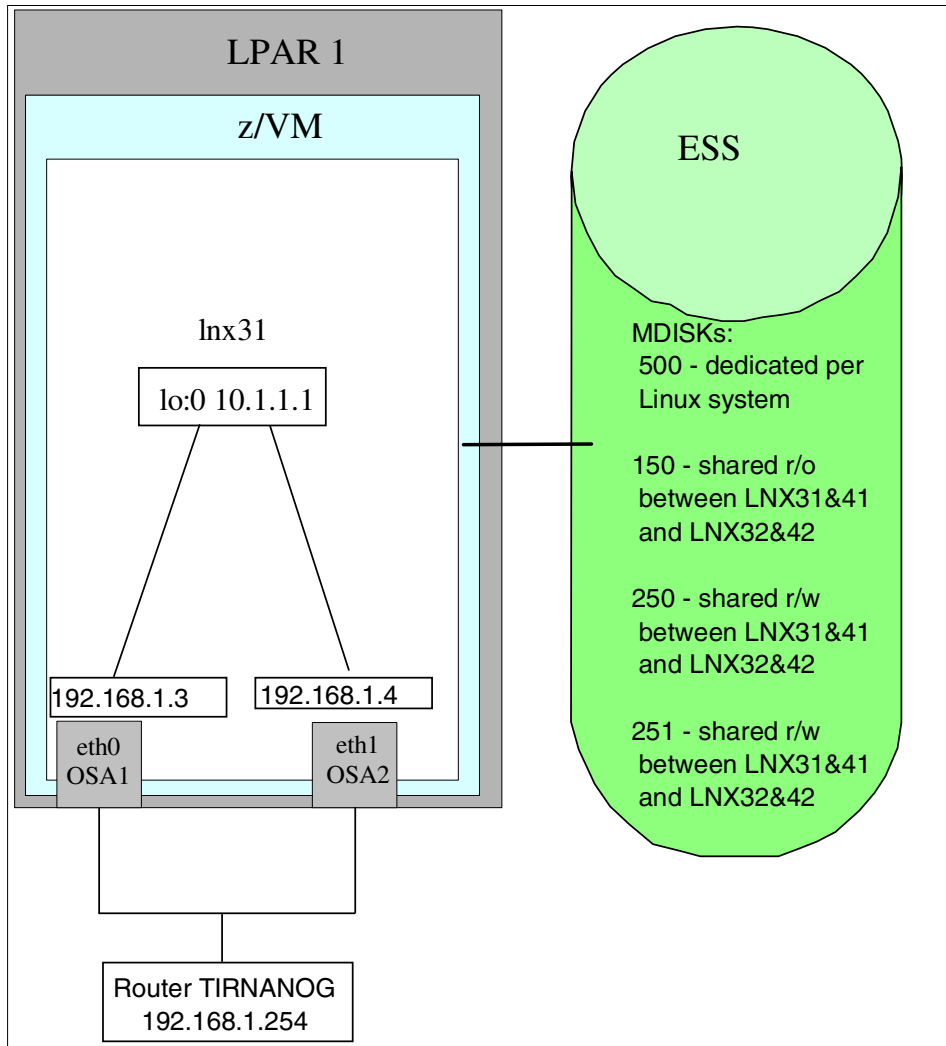 LPAR 1
z/VM
lnx31
lo:0 10.1.1.1
192.168.1.3
192.168.1.4
eth0
OSA1
eth1
OSA2
Router TIRNANOG
192.168.1.254
ESS
MDISKs:
500 - dedicated per
Linux system
150 - shared r/o
between LNX31&41
and LNX32&42
250 - shared r/w
between LNX31&41
and LNX32&42
251 - shared r/w
between LNX31&41
and LNX32&42